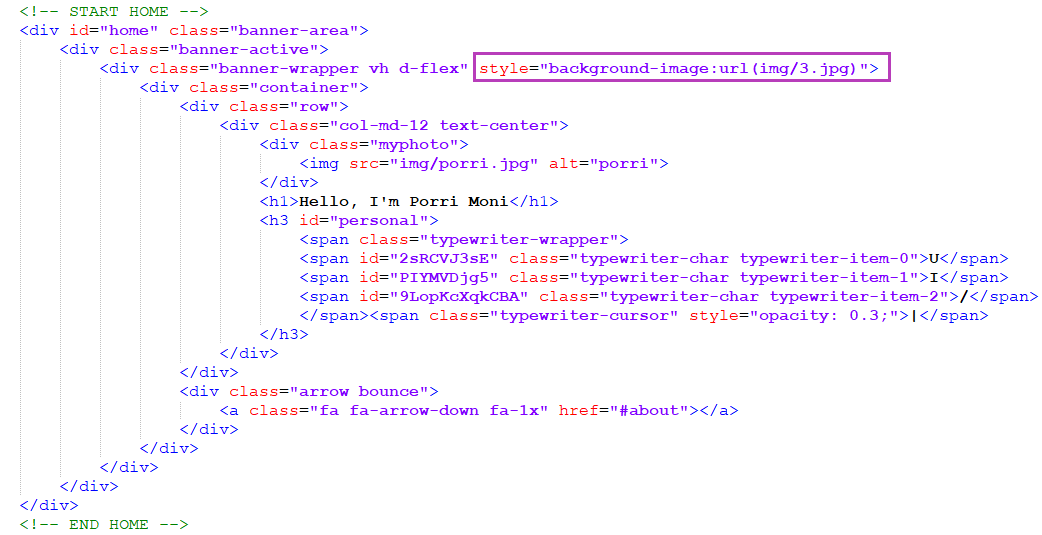 <!-- START HOME -->
<div id="home" class="banner-area">
<div class="banner-active">
<div class="banner-wrapper vh d-flex" style="background-image:url(img/3.jpg)">
<div class="container">
<div class="row">
<div class="col-md-12 text-center">
<div class="myphoto">
<img src="img/porri.jpg" alt="porri">
</div>
<h1>Hello, I'm Porri Moni</h1>
<h3 id="personal">
<span class="typewriter-wrapper">
<span id="2sRCVJ3sE" class="typewriter-char typewriter-item-0">U</span>
<span id="PIYMVDjg5" class="typewriter-char typewriter-item-1">I</span>
<span id="9LopKcXqkCBA" class="typewriter-char typewriter-item-2">/</span>
</span><span class="typewriter-cursor" style="opacity: 0.3;">|</span>
</h3>
</div>
</div>
<div class="arrow bounce">
<a class="fa fa-arrow-down fa-1x" href="#about"></a>
</div>
</div>
</div>
</div>
</div>
<!-- END HOME -->